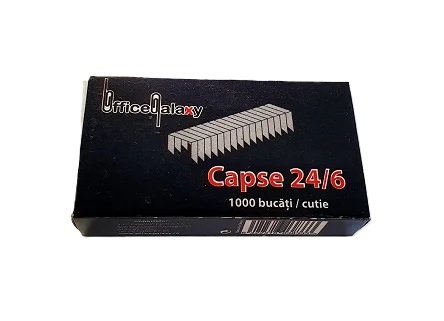 OfficeGalaxy
Capse 24/6
1000 bucăți / cutie